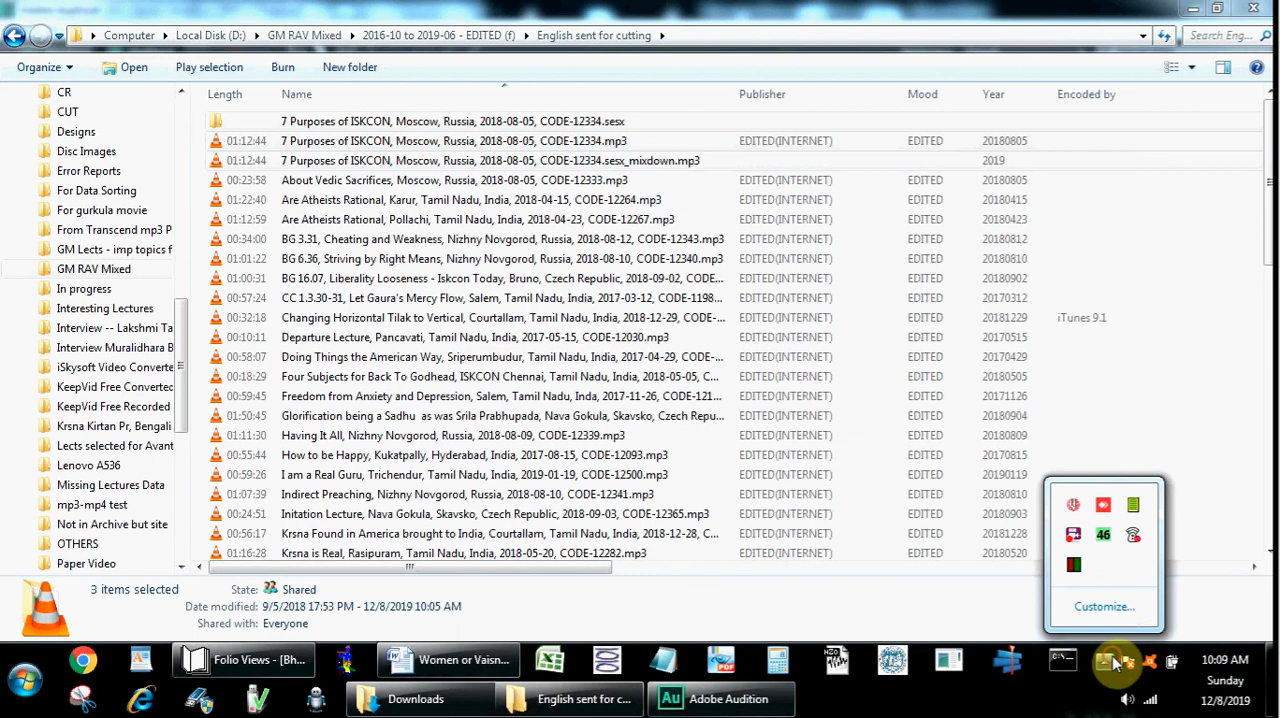 Computer ▸ Local Disk (D:) ▸ GM RAV Mixed ▸ 2016-10 to 2019-06 - EDITED (f) ▸ English sent for cutting ▸
Search Eng...
Organize Open Play selection Burn New folder
Length Name Publisher Mood Year Encoded by
CR
CUT
Designs
Disc Images
Error Reports
For Data Sorting
For gurkula movie
From Transcend mp3 P
GM Lects - imp topics f
GM RAV Mixed
In progress
Interesting Lectures
Interview -- Lakshmi Ta
Interview Muralidhara B
iSkysoft Video Converte
KeepVid Free Converted
KeepVid Free Recorded
Krsna Kirtan Pr, Bengali
Lects selected for Avant
Lenovo A536
Missing Lectures Data
mp3-mp4 test
Not in Archive but site
OTHERS
Paper Video
7 Purposes of ISKCON, Moscow, Russia, 2018-08-05, CODE-12334.sesx
01:12:44 7 Purposes of ISKCON, Moscow, Russia, 2018-08-05, CODE-12334.mp3 EDITED(INTERNET) EDITED 20180805
01:12:44 7 Purposes of ISKCON, Moscow, Russia, 2018-08-05, CODE-12334.sesx_mixdown.mp3 2019
00:23:58 About Vedic Sacrifices, Moscow, Russia, 2018-08-05, CODE-12333.mp3 EDITED(INTERNET) EDITED 20180805
01:22:40 Are Atheists Rational, Karur, Tamil Nadu, India, 2018-04-15, CODE-12264.mp3 EDITED(INTERNET) EDITED 20180415
01:12:59 Are Atheists Rational, Pollachi, Tamil Nadu, India, 2018-04-23, CODE-12267.mp3 EDITED(INTERNET) EDITED 20180423
00:34:00 BG 3.31, Cheating and Weakness, Nizhny Novgorod, Russia, 2018-08-12, CODE-12343.mp3 EDITED(INTERNET) EDITED 20180812
01:01:22 BG 6.36, Striving by Right Means, Nizhny Novgorod, Russia, 2018-08-10, CODE-12340.mp3 EDITED(INTERNET) EDITED 20180810
01:00:31 BG 16.07, Liberality Looseness - Iskcon Today, Bruno, Czech Republic, 2018-09-02, CODE-123... EDITED(INTERNET) EDITED 20180902
00:57:24 CC 1.3.30-31, Let Gaura's Mercy Flow, Salem, Tamil Nadu, India, 2017-03-12, CODE-1198... EDITED(INTERNET) EDITED 20170312
00:32:18 Changing Horizontal Tilak to Vertical, Courtallam, Tamil Nadu, India, 2018-12-29, CODE-... EDITED(INTERNET) EDITED 20181229 iTunes 9.1
00:10:11 Departure Lecture, Pancavati, Tamil Nadu, India, 2017-05-15, CODE-12030.mp3 EDITED(INTERNET) EDITED 20170515
00:58:07 Doing Things the American Way, Sriperumbudur, Tamil Nadu, India, 2017-04-29, CODE-... EDITED(INTERNET) EDITED 20170429
00:18:29 Four Subjects for Back To Godhead, ISKCON Chennai, Tamil Nadu, India, 2018-05-05, C... EDITED(INTERNET) EDITED 20180505
00:59:45 Freedom from Anxiety and Depression, Salem, Tamil Nadu, India, 2017-11-26, CODE-121... EDITED(INTERNET) EDITED 20171126
01:50:45 Glorification being a Sadhu as was Srila Prabhupada, Nava Gokula, Skavsko, Czech Repu... EDITED(INTERNET) EDITED 20180904
01:11:30 Having It All, Nizhny Novgorod, Russia, 2018-08-09, CODE-12339.mp3 EDITED(INTERNET) EDITED 20180809
00:55:44 How to be Happy, Kukatpally, Hyderabad, India, 2017-08-15, CODE-12093.mp3 EDITED(INTERNET) EDITED 20170815
00:59:26 I am a Real Guru, Trichendur, Tamil Nadu, India, 2019-01-19, CODE-12500.mp3 EDITED(INTERNET) EDITED 20190119
01:07:39 Indirect Preaching, Nizhny Novgorod, Russia, 2018-08-10, CODE-12341.mp3 EDITED(INTERNET) EDITED 20180810
00:24:51 Initation Lecture, Nava Gokula, Skavsko, Czech Republic, 2018-09-03, CODE-12365.mp3 EDITED(INTERNET) EDITED 20180903
00:56:17 Krsna Found in America brought to India, Courtallam, Tamil Nadu, India, 2018-12-28, C... EDITED(INTERNET) EDITED 20181228
01:16:28 Krsna is Real, Rasipuram, Tamil Nadu, India, 2018-05-20, CODE-12282.mp3 EDITED(INTERNET) EDITED 20180520
46
Customize...
3 items selected State: Shared
Date modified: 9/5/2018 17:53 PM - 12/8/2019 10:05 AM
Shared with: Everyone
Folio Views - [Bh... Women or Vaisn...
10:09 AM
Sunday
12/8/2019
Downloads English sent for c... Au Adobe Audition